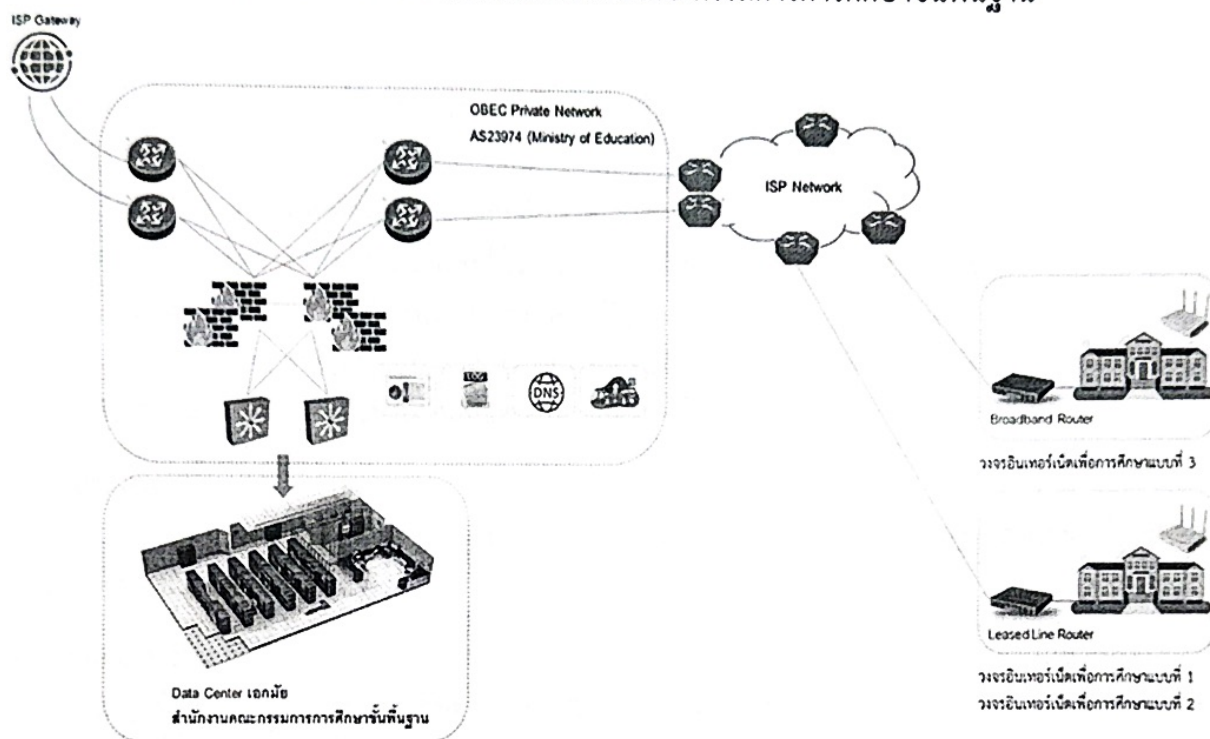 ISP Gateway
OBEC Private Network
AS23974 (Ministry of Education)
ISP Network
LOG
DNS
Broadband Router
วงจรอินเทอร์เน็ตเพื่อการศึกษาแบบที่ 3
Leased Line Router
วงจรอินเทอร์เน็ตเพื่อการศึกษาแบบที่ 1
วงจรอินเทอร์เน็ตเพื่อการศึกษาแบบที่ 2
Data Center เอกมัย
สำนักงานคณะกรรมการการศึกษาขั้นพื้นฐาน